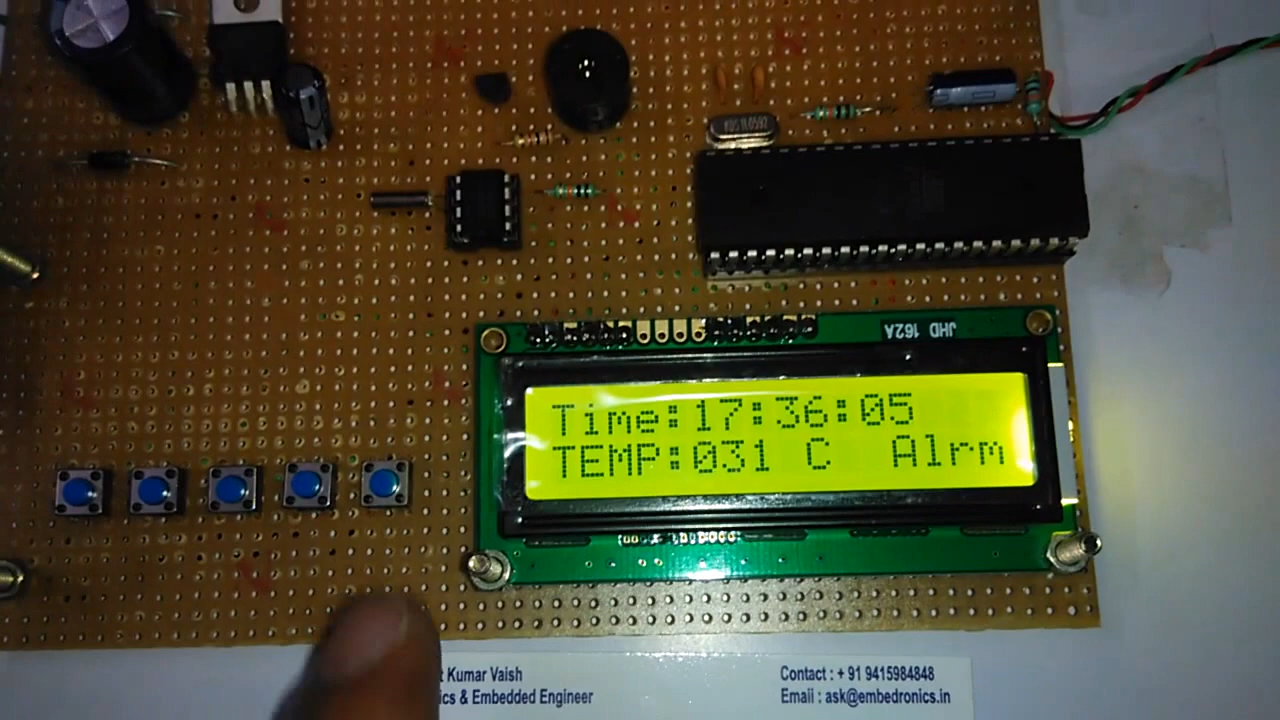 JHD 162A
Time:17:36:05
TEMP:031 C Alrm
t Kumar Vaish
ics & Embedded Engineer
Contact : + 91 9415984848
Email : ask@embedronics.in